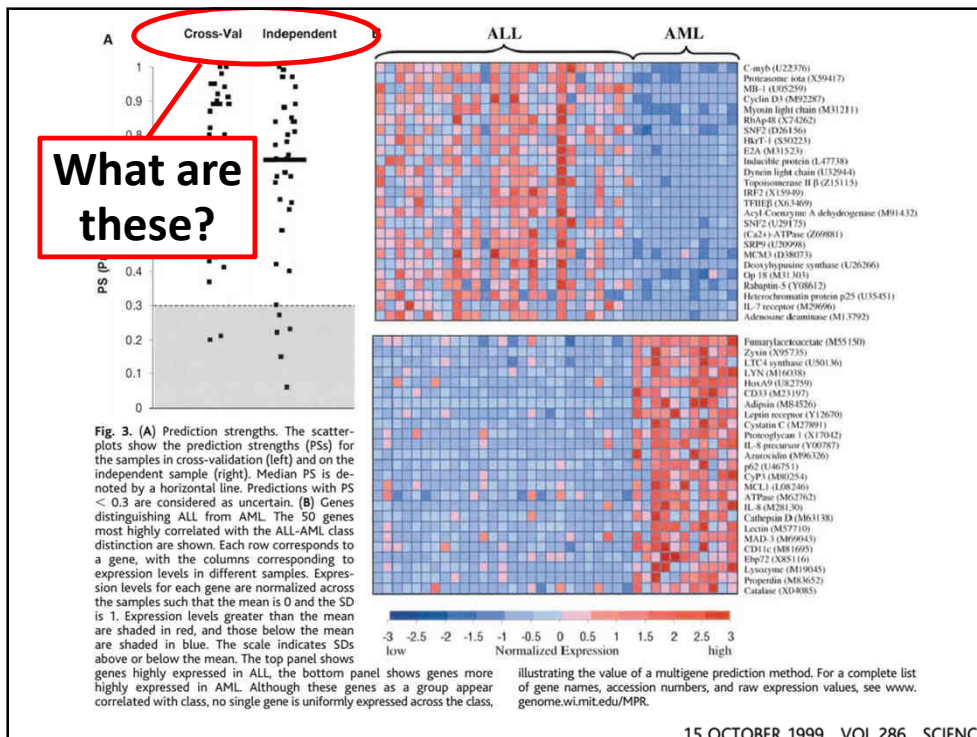 A
Cross-Val Independent
ALL
AML
What are
these?
1
0.9
0.8
0.4
0.3
0.2
0.1
0
C-myb (U22376)
Proteasome iota (X59417)
MB-1 (U05259)
Cyclin D3 (M92287)
Myosin light chain (M31211)
RbAp48 (X74262)
SNF2 (D26156)
HkrT-1 (S50223)
E2A (M31523)
Inducible protein (L47738)
Dynein light chain (U32944)
Topoisomerase II β (Z15115)
IRF2 (X15949)
TFIIEβ (X63469)
Acyl-Coenzyme A dehydrogenase (M91432)
SNF2 (U29175)
(Ca2+)-ATPase (Z69881)
SRP9 (U20998)
MCM3 (D38073)
Deoxyhypusine synthase (U26266)
Op 18 (M31303)
Rabaptin-5 (Y08612)
Heterochromatin protein p25 (U35451)
IL-7 receptor (M29696)
Adenosine deaminase (M13792)
Fumarylacetoacetate (M55150)
Zyxin (X95735)
LTC4 synthase (U50136)
LYN (M16038)
HoxA9 (U82759)
CD33 (M23197)
Adipsin (M84526)
Leptin receptor (Y12670)
Cystatin C (M27891)
Proteoglycan 1 (X17042)
IL-8 precursor (Y00787)
Azurocidin (M96326)
p62 (U46751)
CyP3 (M80254)
MCL1 (L08246)
ATPase (M62762)
IL-8 (M28130)
Cathepsin D (M63138)
Lectin (M57710)
MAD-3 (M69043)
CD11c (M81695)
Ebp72 (X85116)
Lysozyme (M19045)
Properdin (M83652)
Catalase (X04085)
-3 -2.5 -2 -1.5 -1 -0.5 0 0.5 1 1.5 2 2.5 3
low Normalized Expression high
Fig. 3. (A) Prediction strengths. The scatter-
plots show the prediction strengths (PSs) for
the samples in cross-validation (left) and on the
independent sample (right). Median PS is de-
noted by a horizontal line. Predictions with PS
< 0.3 are considered as uncertain. (B) Genes
distinguishing ALL from AML. The 50 genes
most highly correlated with the ALL-AML class
distinction are shown. Each row corresponds to
a gene, with the columns corresponding to
expression levels in different samples. Expres-
sion levels for each gene are normalized across
the samples such that the mean is 0 and the SD
is 1. Expression levels greater than the mean
are shaded in red, and those below the mean
are shaded in blue. The scale indicates SDs
above or below the mean. The top panel shows
genes highly expressed in ALL, the bottom panel shows genes more
highly expressed in AML. Although these genes as a group appear
correlated with class, no single gene is uniformly expressed across the class,
illustrating the value of a multigene prediction method. For a complete list
of gene names, accession numbers, and raw expression values, see www.
genome.wi.mit.edu/MPR.
15 OCTOBER 1999 VOL 286